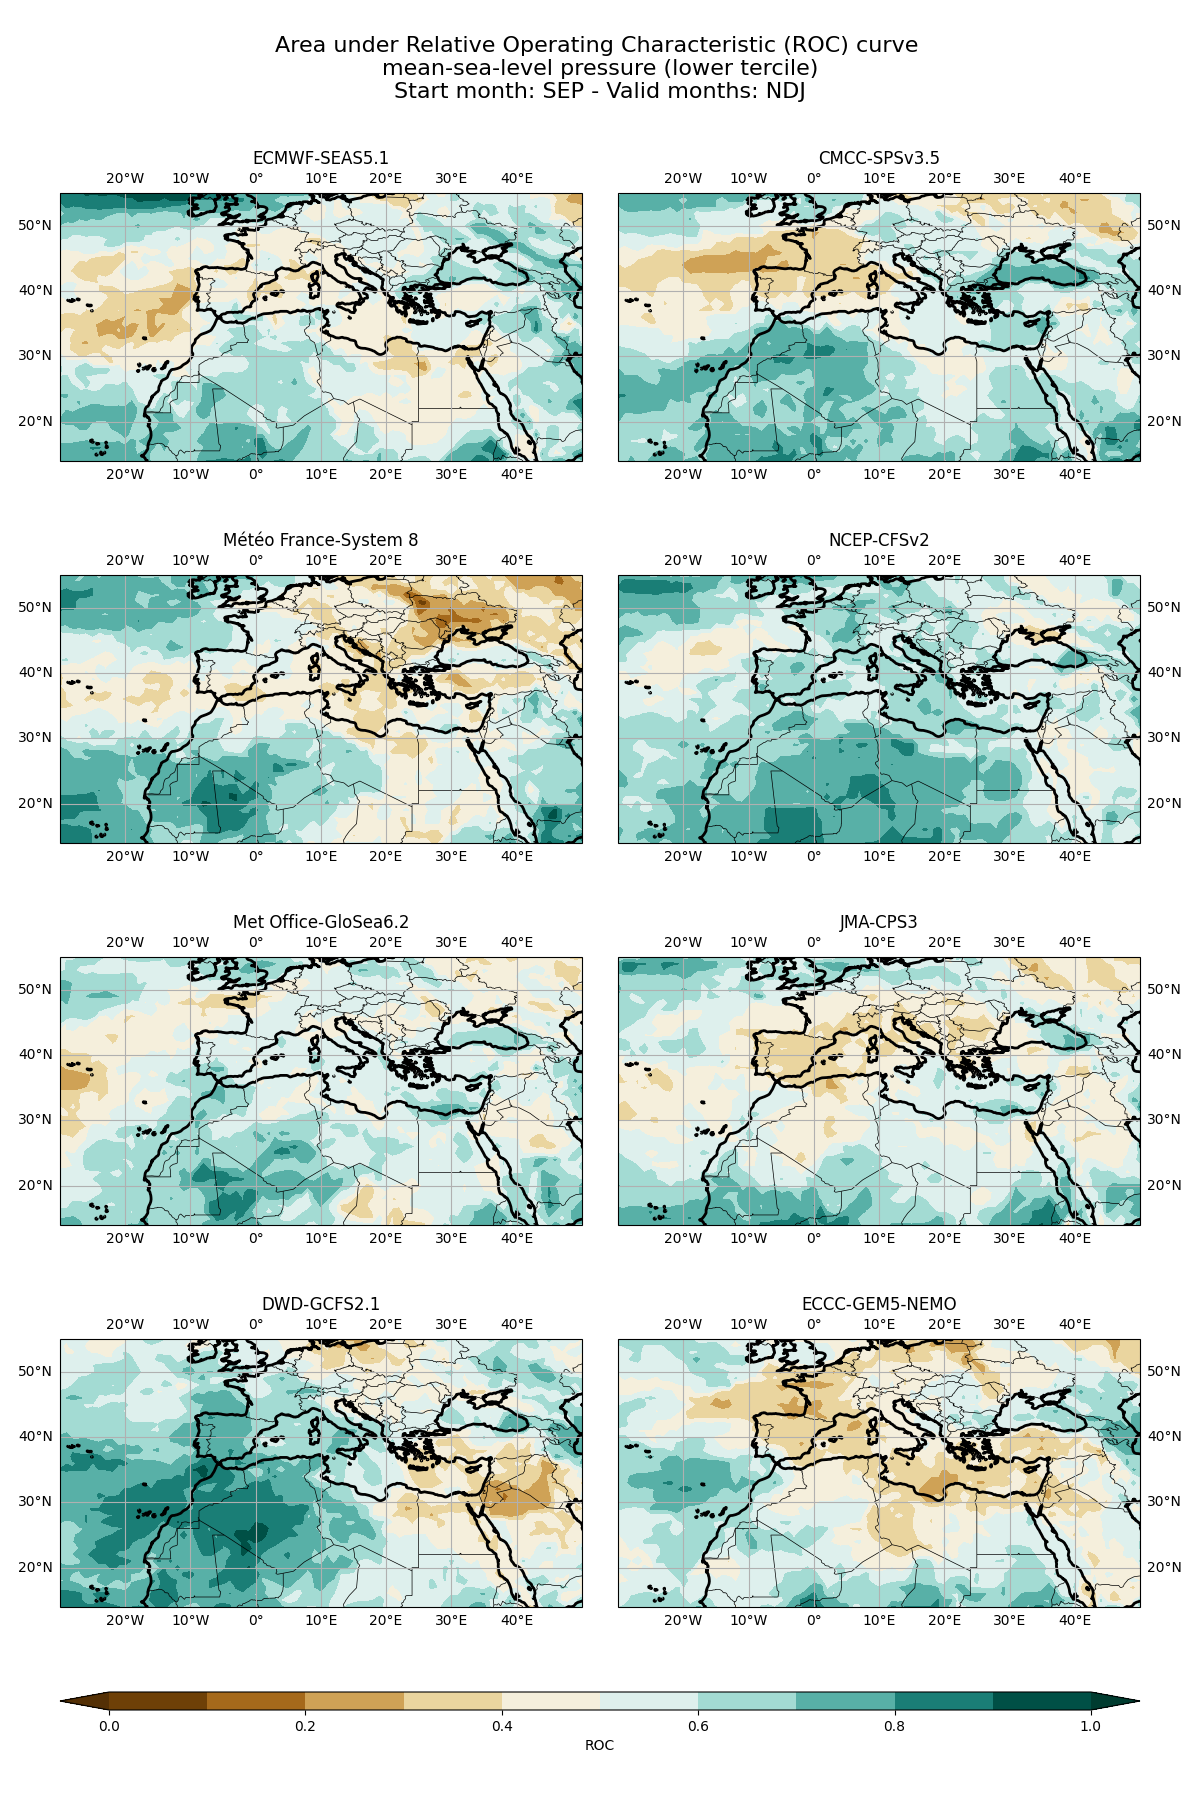 Area under Relative Operating Characteristic (ROC) curve
mean-sea-level pressure (lower tercile)
Start month: SEP - Valid months: NDJ
ECMWF-SEAS5.1
20°W 10°W 0° 10°E 20°E 30°E 40°E
50°N
40°N
30°N
20°N
20°W 10°W 0° 10°E 20°E 30°E 40°E
CMCC-SPSv3.5
20°W 10°W 0° 10°E 20°E 30°E 40°E
50°N
40°N
30°N
20°N
20°W 10°W 0° 10°E 20°E 30°E 40°E
Météo France-System 8
20°W 10°W 0° 10°E 20°E 30°E 40°E
50°N
40°N
30°N
20°N
20°W 10°W 0° 10°E 20°E 30°E 40°E
NCEP-CFSv2
20°W 10°W 0° 10°E 20°E 30°E 40°E
50°N
40°N
30°N
20°N
20°W 10°W 0° 10°E 20°E 30°E 40°E
Met Office-GloSea6.2
20°W 10°W 0° 10°E 20°E 30°E 40°E
50°N
40°N
30°N
20°N
20°W 10°W 0° 10°E 20°E 30°E 40°E
JMA-CPS3
20°W 10°W 0° 10°E 20°E 30°E 40°E
50°N
40°N
30°N
20°N
20°W 10°W 0° 10°E 20°E 30°E 40°E
DWD-GCFS2.1
20°W 10°W 0° 10°E 20°E 30°E 40°E
50°N
40°N
30°N
20°N
20°W 10°W 0° 10°E 20°E 30°E 40°E
ECCC-GEM5-NEMO
20°W 10°W 0° 10°E 20°E 30°E 40°E
50°N
40°N
30°N
20°N
20°W 10°W 0° 10°E 20°E 30°E 40°E
0.0 0.2 0.4 0.6 0.8 1.0
ROC